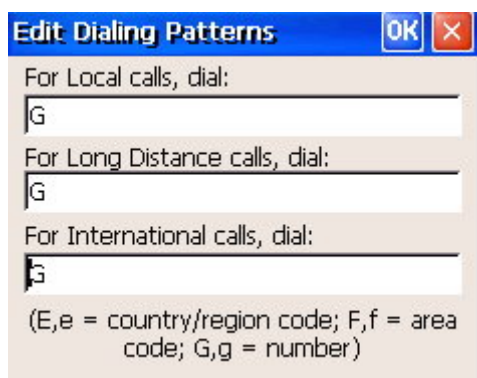 Edit Dialing Patterns OK
For Local calls, dial:
G
For Long Distance calls, dial:
G
For International calls, dial:
G
(E,e = country/region code; F,f = area
code; G,g = number)